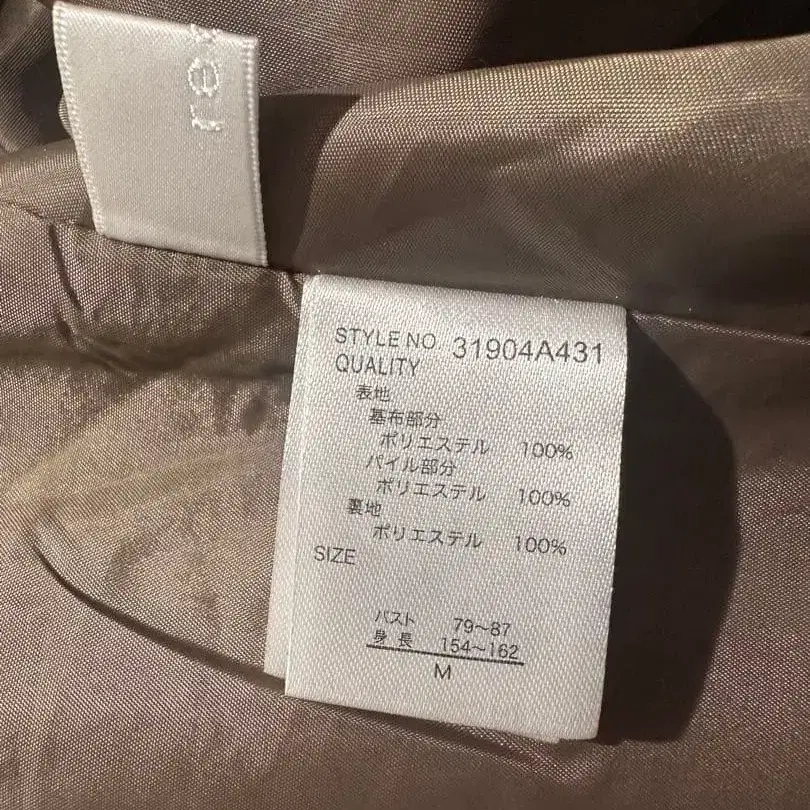 rex
STYLE NO 31904A431
QUALITY
表地
基布部分
ポリエステル 100%
パイル部分
ポリエステル 100%
裏地
ポリエステル 100%
SIZE
バスト 79～87
身長 154～162
M